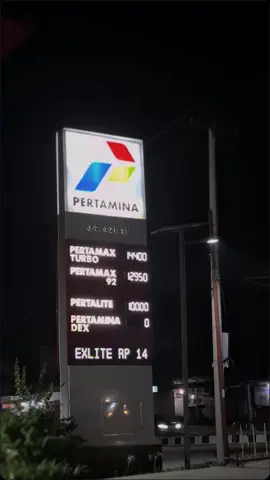 PERTAMINA
PERTAMAX TURBO 14400
PERTAMAX 92 12950
PERTALITE 10000
PERTAMINA DEX 0
EXLITE RP 14